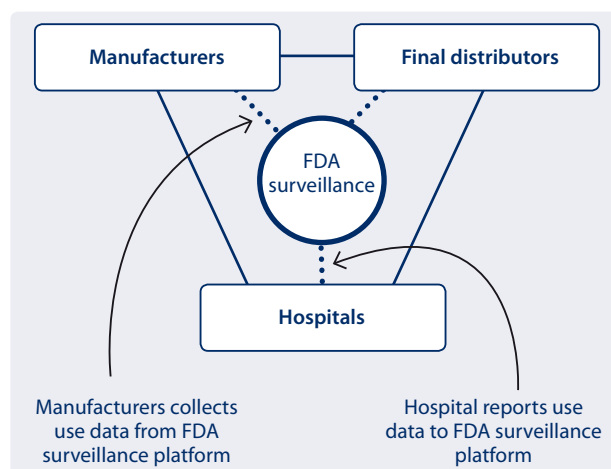 Manufacturers
Final distributors
FDA
surveillance
Hospitals
Manufacturers collects
use data from FDA
surveillance platform
Hospital reports use
data to FDA surveillance
platform